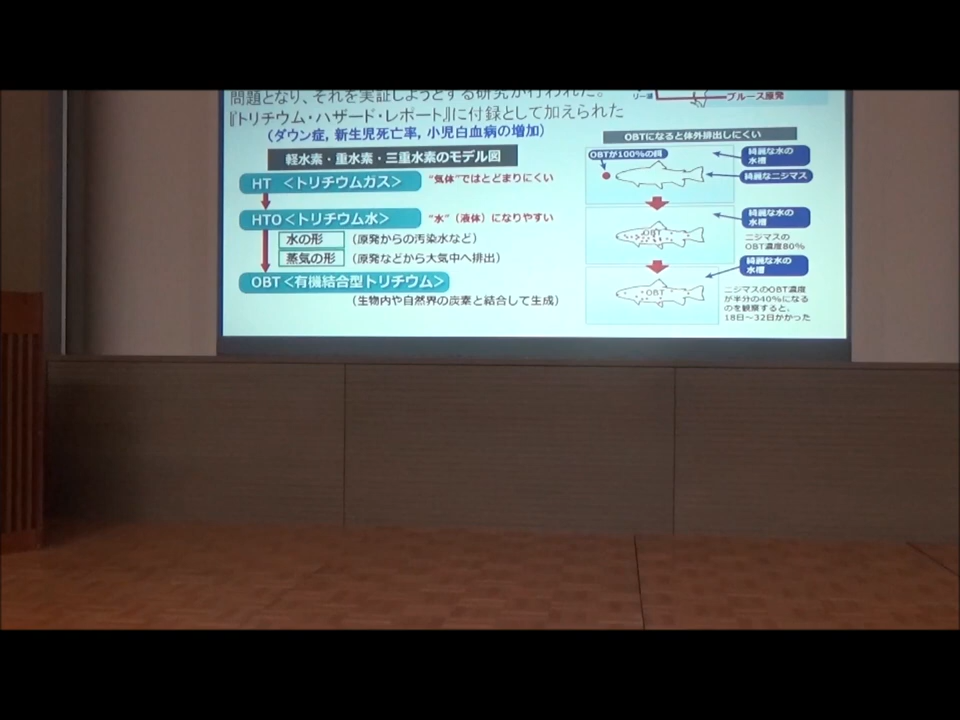 問題となり、それを実証しようとする研究が行われた。
『トリチウム・ハザード・レポート』に付録として加えられた
(ダウン症, 新生児死亡率, 小児白血病の増加)
軽水素・重水素・三重水素のモデル図
HT <トリチウムガス>
"気体"ではとどまりにくい
HTO<トリチウム水>
"水"(液体)になりやすい
水の形
(原発からの汚染水など)
蒸気の形
(原発などから大気中へ排出)
OBT<有機結合型トリチウム>
(生物内や自然界の炭素と結合して生成)
ブルース原発
OBTになると体外排出しにくい
OBTが100%の餌
綺麗な水の
水槽
綺麗なニジマス
綺麗な水の
水槽
OBT
ニジマスの
OBT濃度80%
綺麗な水の
水槽
OBT
ニジマスのOBT濃度
が半分の40%になる
のを観察すると、
18日~32日かかった